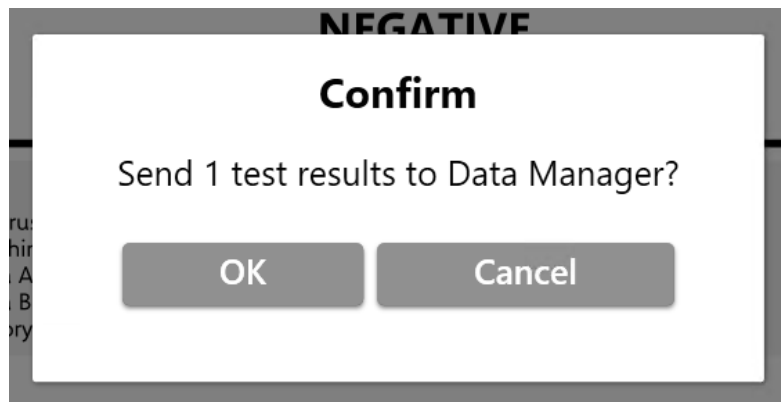 NEGATIVE
Confirm
Send 1 test results to Data Manager?
OK Cancel
A
B